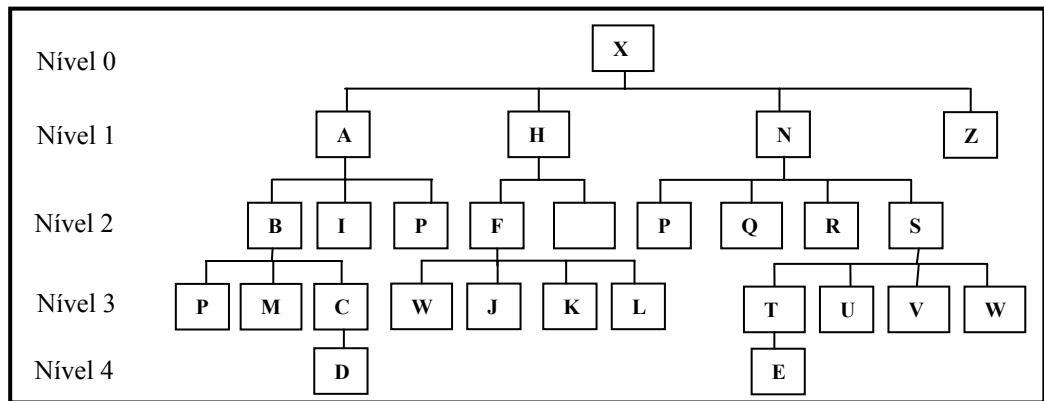 Nível 0 X
Nível 1 A H N Z
Nível 2 B I P F P Q R S
Nível 3 P M C W J K L T U V W
Nível 4 D E